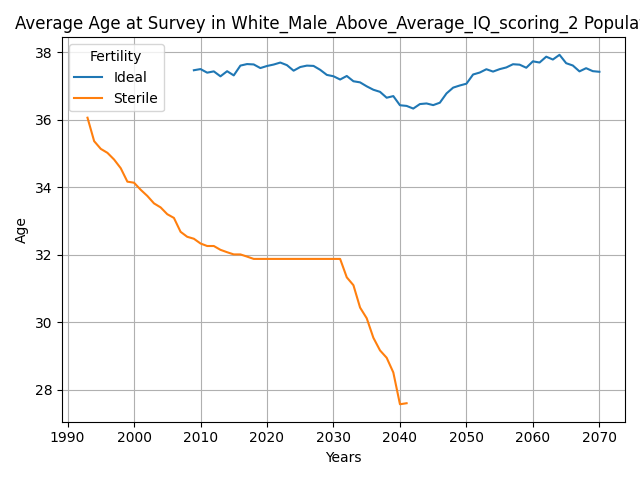 Average Age at Survey in White_Male_Above_Average_IQ_scoring_2 Popula
Fertility
Ideal
Sterile
38
36
34
32
30
28
Age
1990 2000 2010 2020 2030 2040 2050 2060 2070
Years